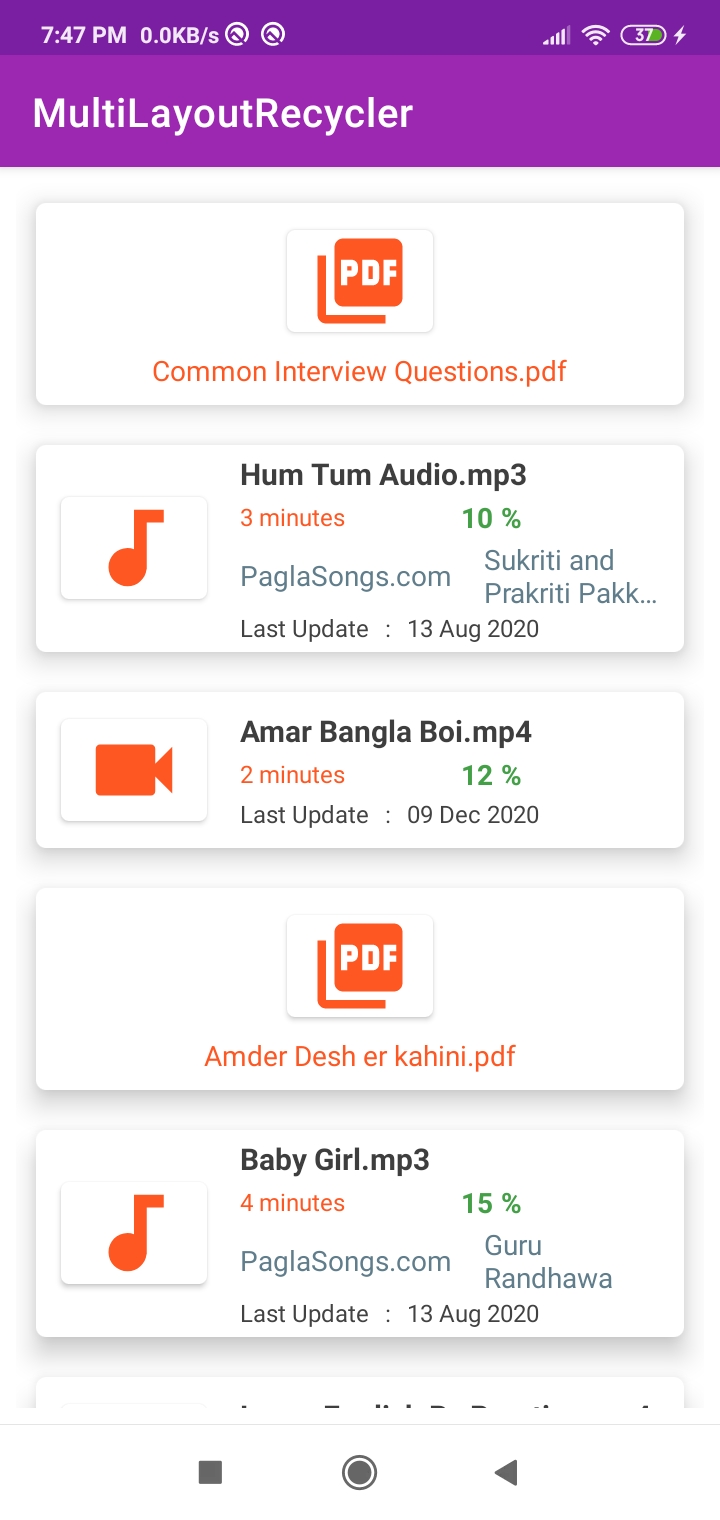 7:47 PM 0.0KB/s 37
MultiLayoutRecycler
PDF
Common Interview Questions.pdf
Hum Tum Audio.mp3
3 minutes 10 %
PaglaSongs.com Sukriti and
Prakriti Pakk...
Last Update : 13 Aug 2020
Amar Bangla Boi.mp4
2 minutes 12 %
Last Update : 09 Dec 2020
PDF
Amder Desh er kahini.pdf
Baby Girl.mp3
4 minutes 15 %
PaglaSongs.com Guru
Randhawa
Last Update : 13 Aug 2020